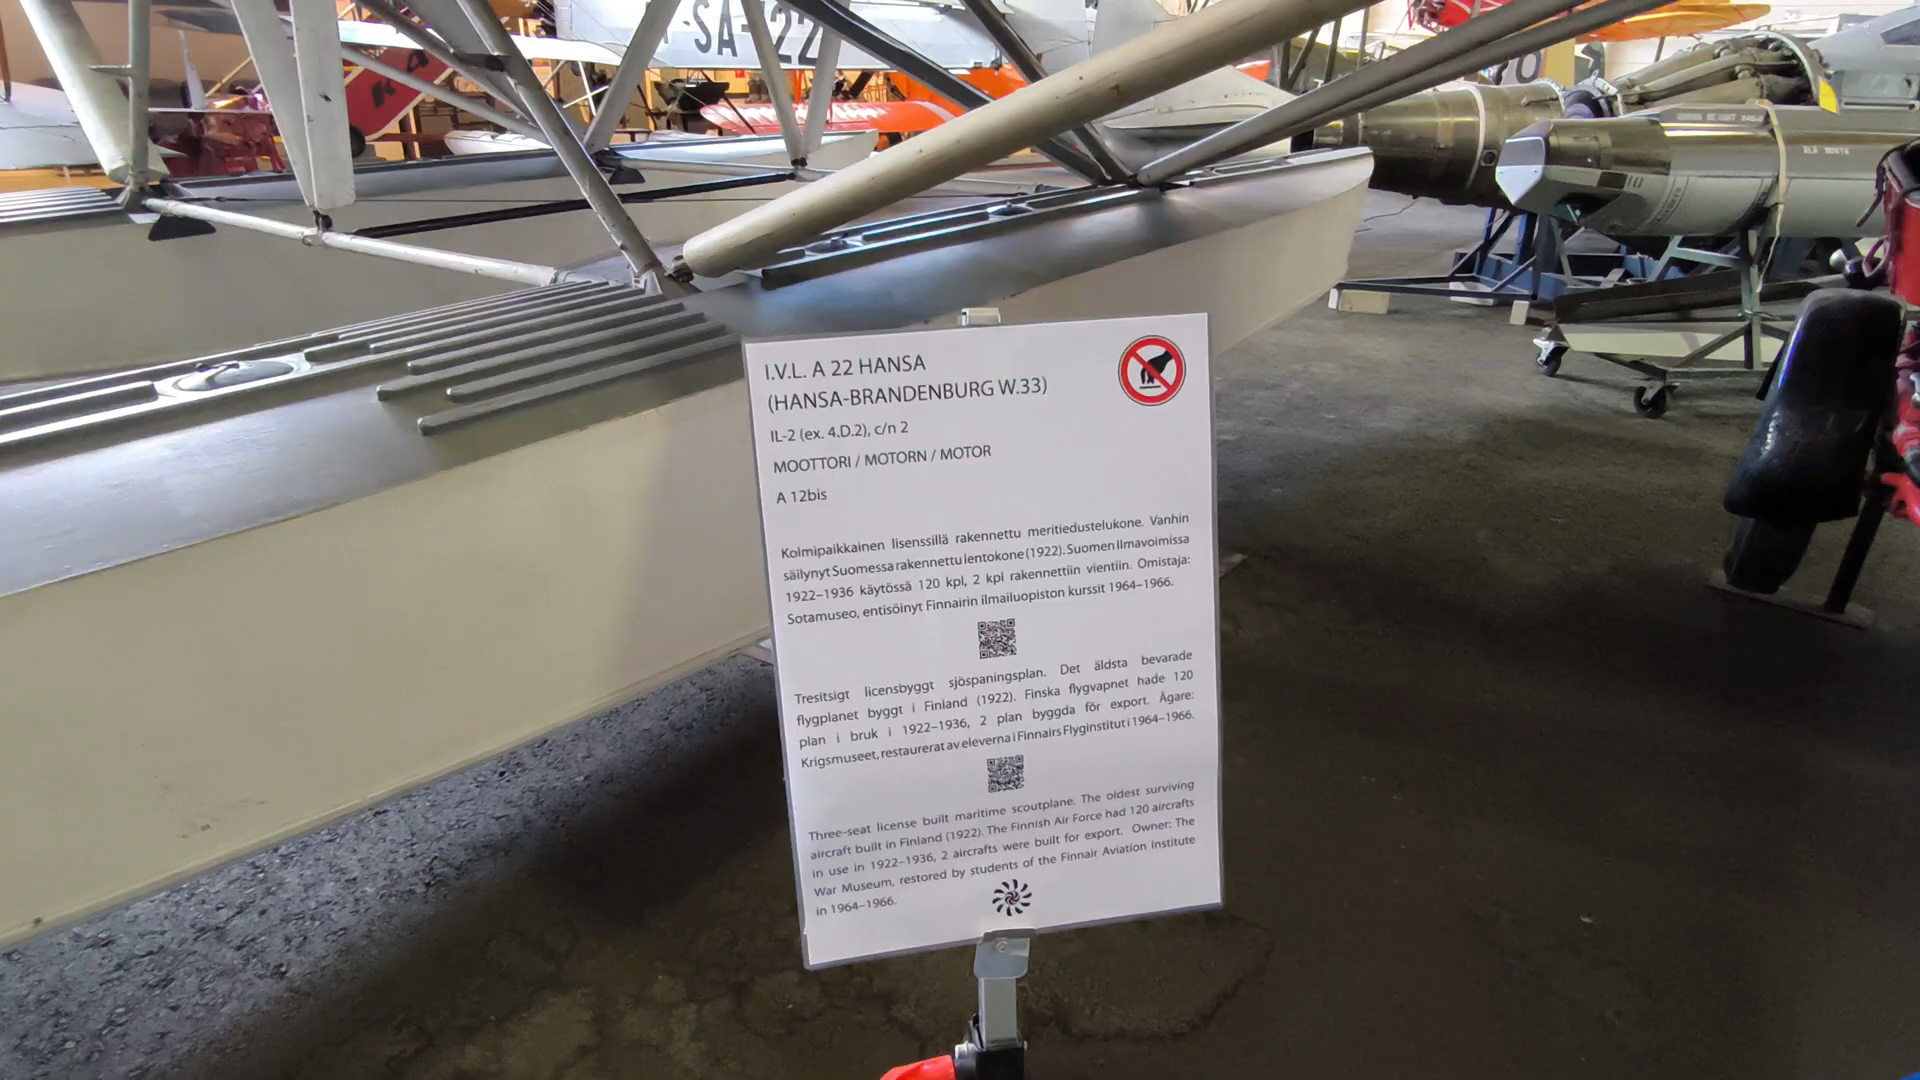 SA-22
KA
I.V.L. A 22 HANSA
(HANSA-BRANDENBURG W.33)
IL-2 (ex. 4.D.2), c/n 2
MOOTTORI / MOTORN / MOTOR
A 12bis
Kolmipaikkainen lisenssillä rakennettu meritiedustelukone. Vanhin
säilynyt Suomessa rakennettu lentokone (1922). Suomen Ilmavoimissa
1922–1936 käytössä 120 kpl, 2 kpl rakennettiin vientiin. Omistaja:
Sotamuseo, entisöinyt Finnairin ilmailuopiston kurssit 1964–1966.
Tresitsigt licensbyggt sjöspaningsplan. Det äldsta bevarade
flygplanet byggt i Finland (1922). Finska flygvapnet hade 120
plan i bruk i 1922–1936, 2 plan byggda för export. Ägare:
Krigsmuseet, restaurerat av eleverna i Finnairs Flyginstitut i 1964–1966.
Three-seat license built maritime scoutplane. The oldest surviving
aircraft built in Finland (1922). The Finnish Air Force had 120 aircrafts
in use in 1922–1936, 2 aircrafts were built for export. Owner: The
War Museum, restored by students of the Finnair Aviation Institute
in 1964–1966.